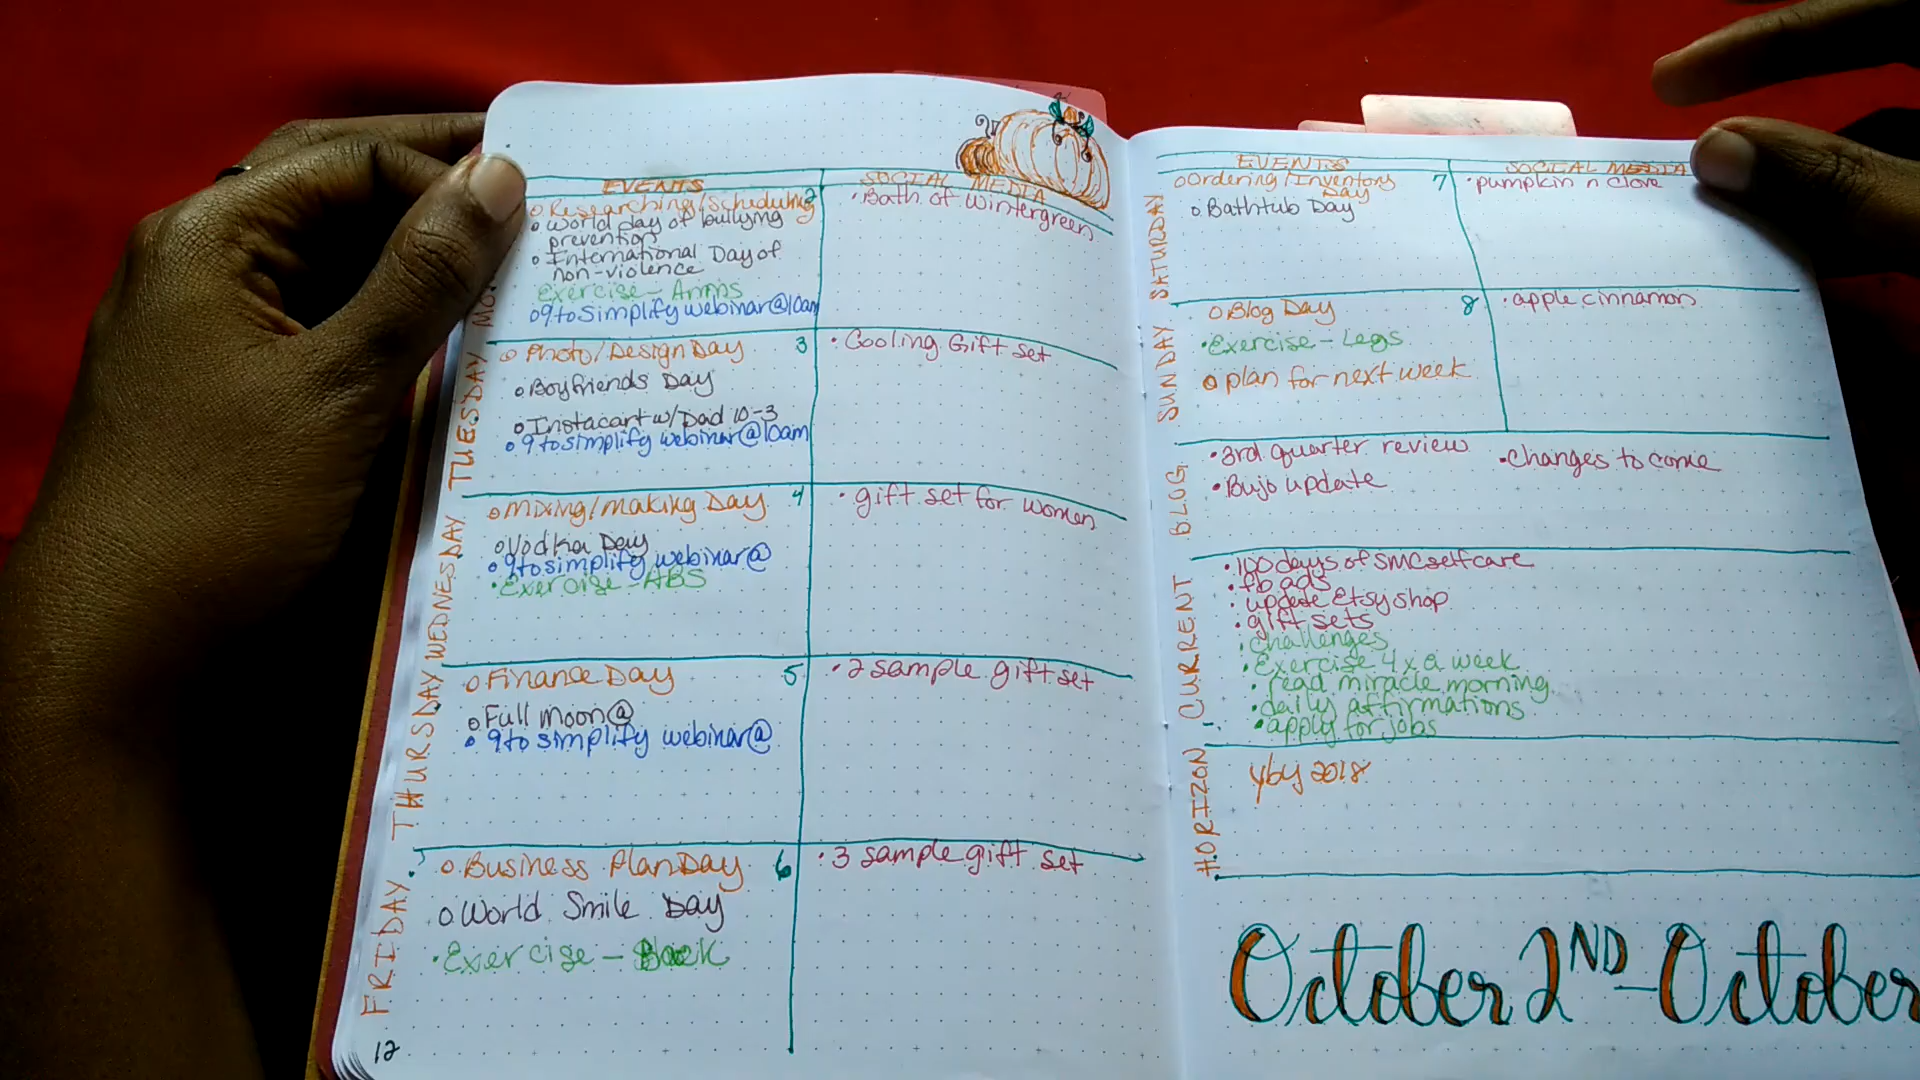 EVENTS
SOCIAL MEDIA
MO
2
o Researching/Scheduling
o World day of bullying
prevention
o International Day of
non-violence
Exercise - Arms
o 9 to simplify webinar @ 10am
• Bath of wintergreen
TUESDAY
3
o Photo/Design Day
o Boyfriends Day
o Instacart w/ Dad 10-3
o 9 to simplify webinar @ 10am
• Cooling Gift Set
WEDNESDAY
4
o Mixing/making Day
o Vodka Day
o 9 to simplify webinar @
• Exercise - ABS
• gift set for women
THURSDAY
5
o Finance Day
o Full moon @
• 9 to simplify webinar @
• 2 sample gift set
FRIDAY
6
o Business Plan Day
o World Smile Day
• Exercise - Back
• 3 sample gift set
12
EVENTS
SOCIAL MEDIA
SATURDAY
7
o Ordering/Inventory
Day
o Bathtub Day
• pumpkin n clove
SUNDAY
8
o Blog Day
• Exercise - Legs
o plan for next week
• apple cinnamon
BLOG
• 3rd quarter review
• Bujo update
• Changes to come
CURRENT
• 100 days of SMCselfcare
• fb ads
• update Etsy shop
• gift sets
• challenges
• Exercise 4x a week
• read miracle morning
• daily affirmations
• apply for jobs
HORIZON
yby 2018
October 2ND - October